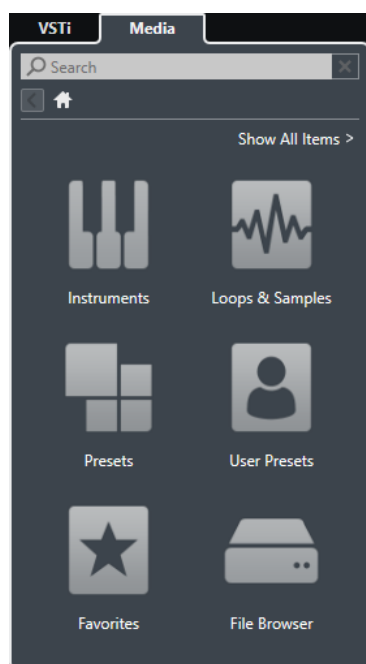 VSTi Media
Search
Show All Items >
Instruments Loops & Samples
Presets User Presets
Favorites File Browser